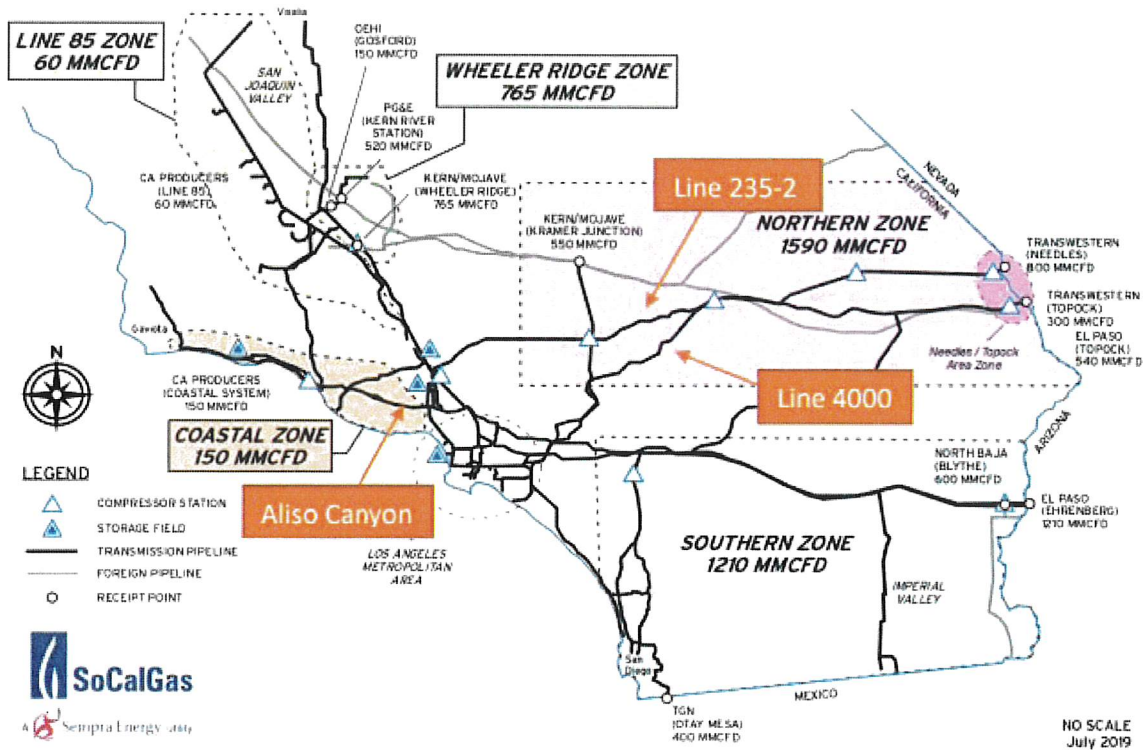 Visalia
OEHI
(GOSFORD)
150 MMCFD
LINE 85 ZONE
60 MMCFD
SAN
JOAQUIN
VALLEY
WHEELER RIDGE ZONE
765 MMCFD
PG&E
(KERN RIVER
STATION)
520 MMCFD
CA PRODUCERS
(LINE 85)
60 MMCFD
KERN/MOJAVE
(WHEELER RIDGE)
765 MMCFD
Line 235-2
NEVADA
CALIFORNIA
KERN/MOJAVE
(KRAMER JUNCTION)
550 MMCFD
NORTHERN ZONE
1590 MMCFD
TRANSWESTERN
(NEEDLES)
800 MMCFD
TRANSWESTERN
(TOPOCK)
300 MMCFD
EL PASO
(TOPOCK)
540 MMCFD
Needles / Topock
Area Zone
Gaviota
N
CA PRODUCERS
(COASTAL SYSTEM)
150 MMCFD
Line 4000
COASTAL ZONE
150 MMCFD
ARIZONA
NORTH BAJA
(BLYTHE)
600 MMCFD
EL PASO
(EHRENBERG)
1210 MMCFD
LEGEND
COMPRESSOR STATION
STORAGE FIELD
TRANSMISSION PIPELINE
FOREIGN PIPELINE
RECEIPT POINT
Aliso Canyon
LOS ANGELES
METROPOLITAN
AREA
SOUTHERN ZONE
1210 MMCFD
IMPERIAL
VALLEY
San
Diego
MEXICO
TGN
(OTAY MESA)
400 MMCFD
SoCalGas
A Sempra Energy utility
NO SCALE
July 2019